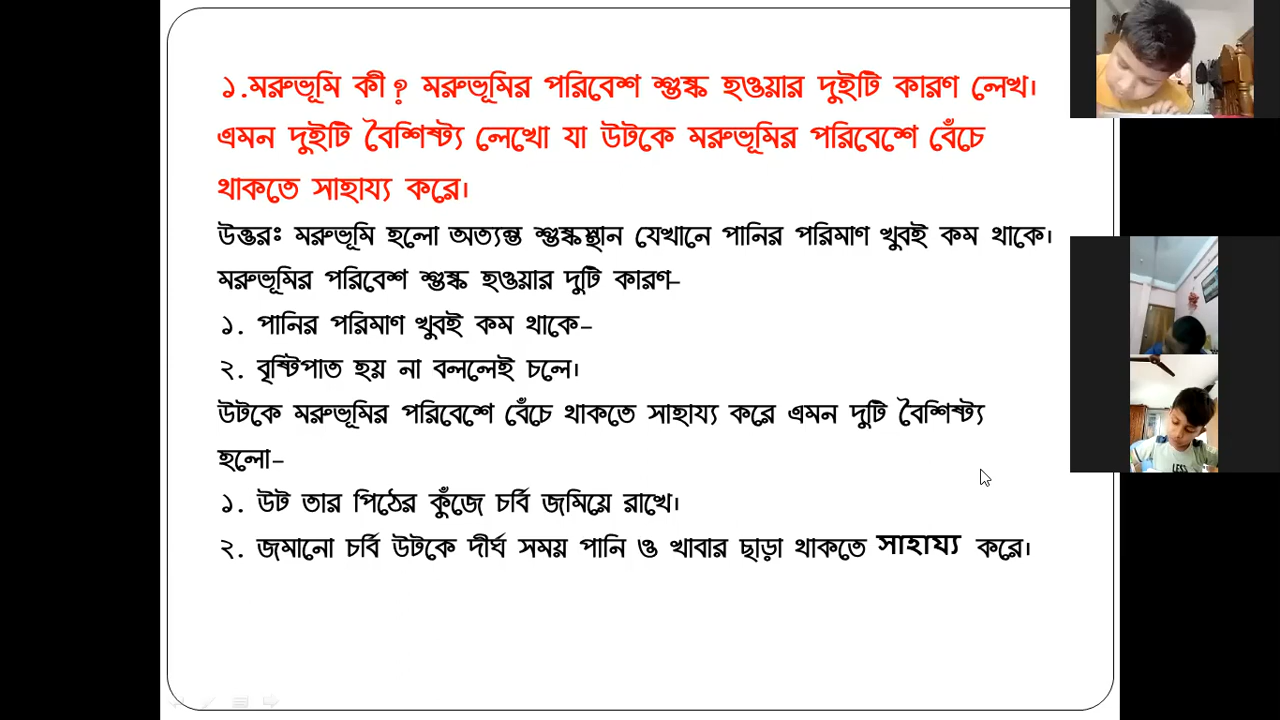 ১.মরুভূমি কী? মরুভূমির পরিবেশ শুষ্ক হওয়ার দুইটি কারণ লেখ।
এমন দুইটি বৈশিষ্ট্য লেখো যা উটকে মরুভূমির পরিবেশে বেঁচে
থাকতে সাহায্য করে।
উত্তরঃ মরুভূমি হলো অত্যন্ত শুষ্কস্থান যেখানে পানির পরিমাণ খুবই কম থাকে।
মরুভূমির পরিবেশ শুষ্ক হওয়ার দুটি কারণ–
১. পানির পরিমাণ খুবই কম থাকে–
২. বৃষ্টিপাত হয় না বললেই চলে।
উটকে মরুভূমির পরিবেশে বেঁচে থাকতে সাহায্য করে এমন দুটি বৈশিষ্ট্য
হলো–
১. উট তার পিঠের কুঁজে চর্বি জমিয়ে রাখে।
২. জমানো চর্বি উটকে দীর্ঘ সময় পানি ও খাবার ছাড়া থাকতে সাহায্য করে।
LESS